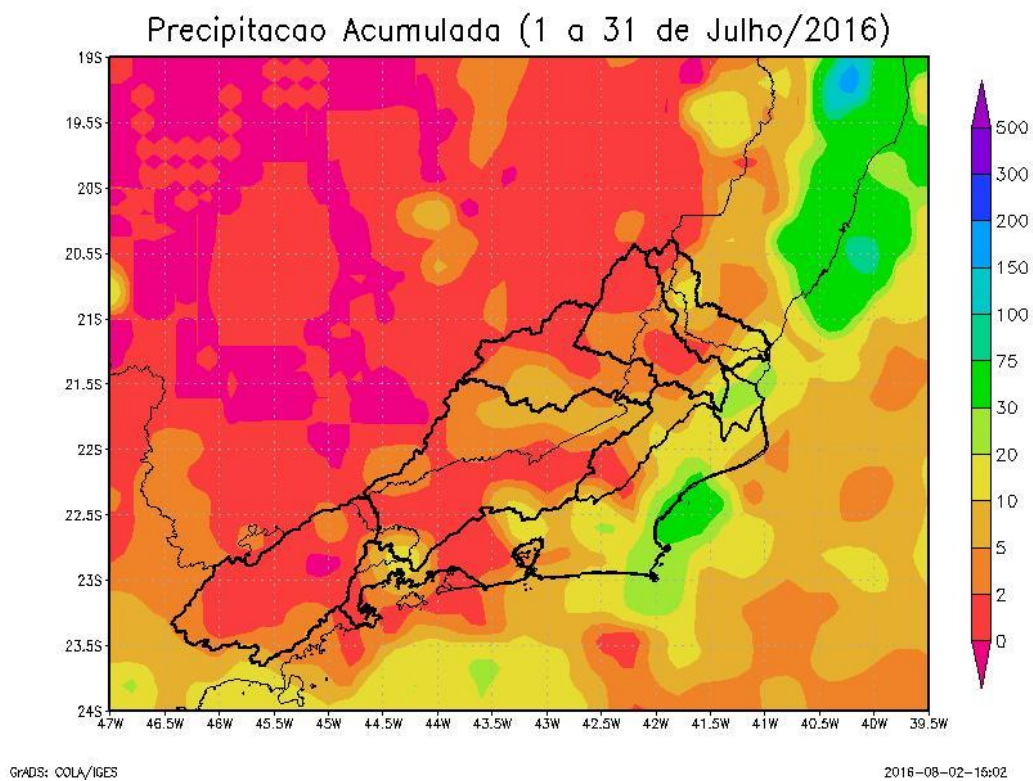 Precipitacao Acumulada (1 a 31 de Julho/2016)
19S
19.5S
20S
20.5S
21S
21.5S
22S
22.5S
23S
23.5S
24S
47W 46.5W 46W 45.5W 45W 44.5W 44W 43.5W 43W 42.5W 42W 41.5W 41W 40.5W 40W 39.5W
500
300
200
150
100
75
30
20
10
5
2
0
GrADS: COLA/IGES 2016-08-02-15:02